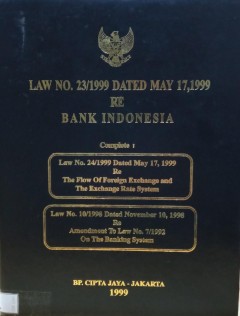 LAW NO. 23/1999 DATED MAY 17,1999
RE
BANK INDONESIA
Complete :
Law No. 24/1999 Dated May 17, 1999
Re
The Flow Of Foreign Exchange and
The Exchange Rate System
Law No. 10/1998 Dated November 10, 1998
Re
Amendment To Law No. 7/1992
On The Banking System
BP. CIPTA JAYA - JAKARTA
1999